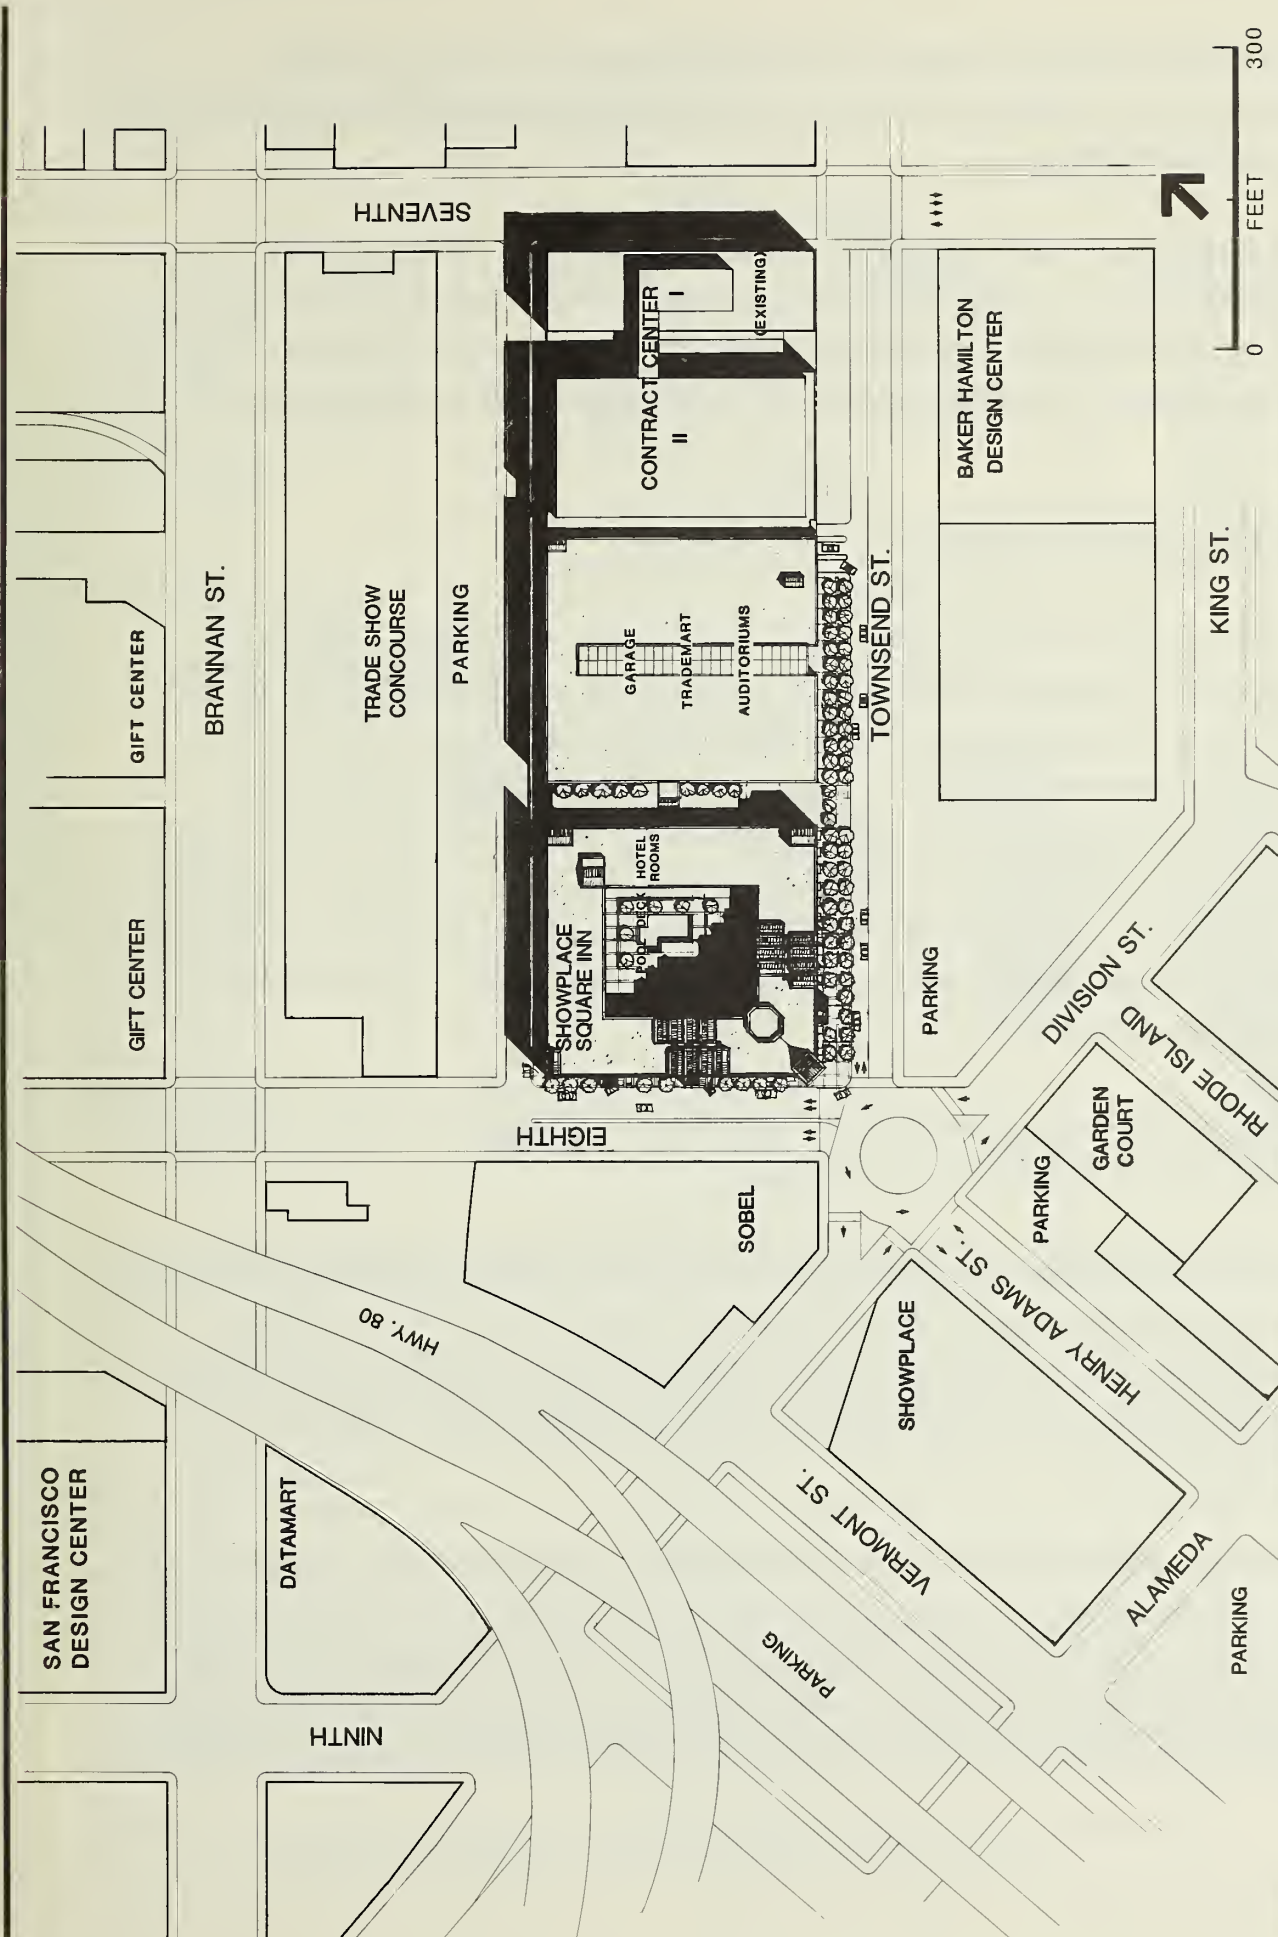 SAN FRANCISCO
DESIGN CENTER
GIFT CENTER
GIFT CENTER
BRANNAN ST.
NINTH
DATAMART
HWY. 80
EIGHTH
TRADE SHOW
CONCOURSE
PARKING
SEVENTH
SOBEL
SHOWPLACE
SQUARE INN
POOL DECK
HOTEL
ROOMS
GARAGE
TRADEMART
AUDITORIUMS
CONTRACT CENTER
II
I
(EXISTING)
TOWNSEND ST.
PARKING
VERMONT ST.
SHOWPLACE
HENRY ADAMS ST.
PARKING
GARDEN
COURT
DIVISION ST.
RHODE ISLAND
BAKER HAMILTON
DESIGN CENTER
KING ST.
ALAMEDA
PARKING
PARKING
0
FEET
300